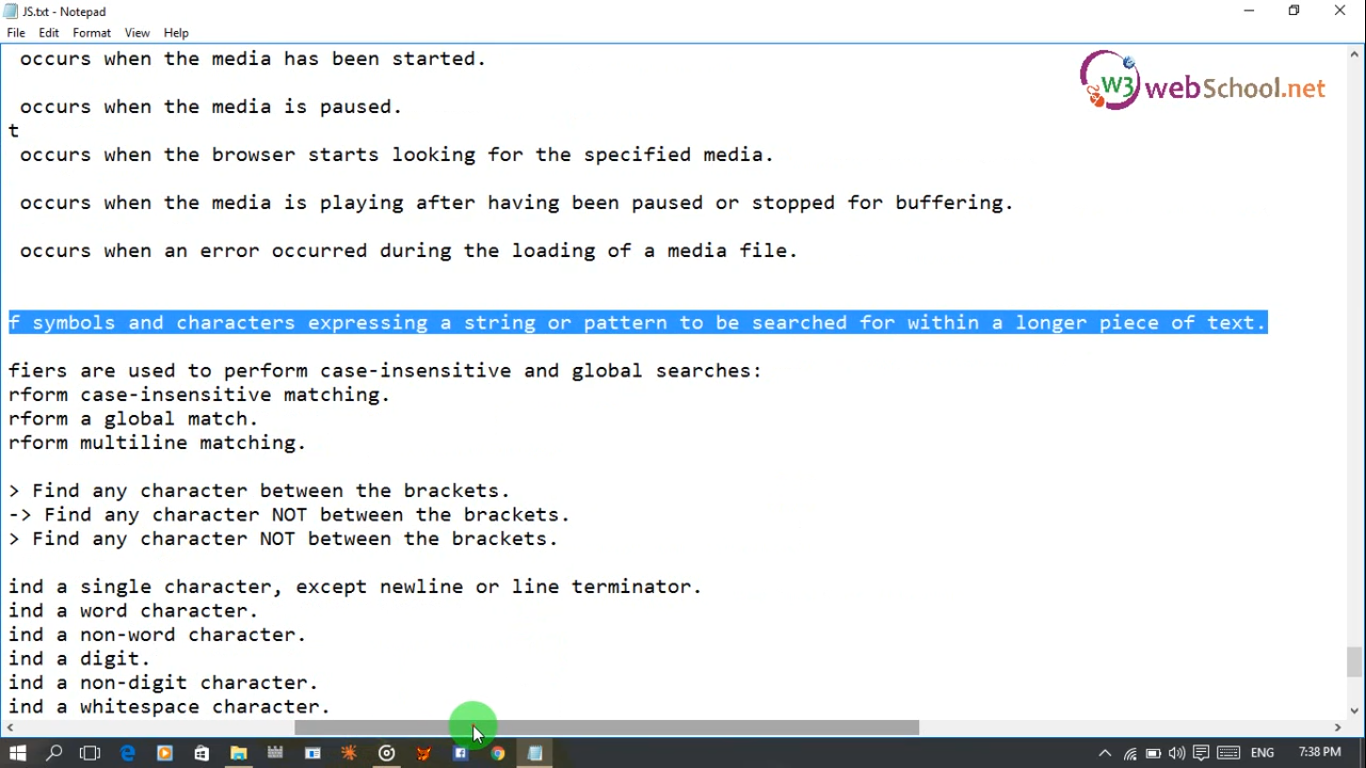 JS.txt - Notepad
File Edit Format View Help
W3 webSchool.net
occurs when the media has been started.
occurs when the media is paused.
t
occurs when the browser starts looking for the specified media.
occurs when the media is playing after having been paused or stopped for buffering.
occurs when an error occurred during the loading of a media file.
f symbols and characters expressing a string or pattern to be searched for within a longer piece of text.
fiers are used to perform case-insensitive and global searches:
rform case-insensitive matching.
rform a global match.
rform multiline matching.
> Find any character between the brackets.
-> Find any character NOT between the brackets.
> Find any character NOT between the brackets.
ind a single character, except newline or line terminator.
ind a word character.
ind a non-word character.
ind a digit.
ind a non-digit character.
ind a whitespace character.
ENG 7:38 PM